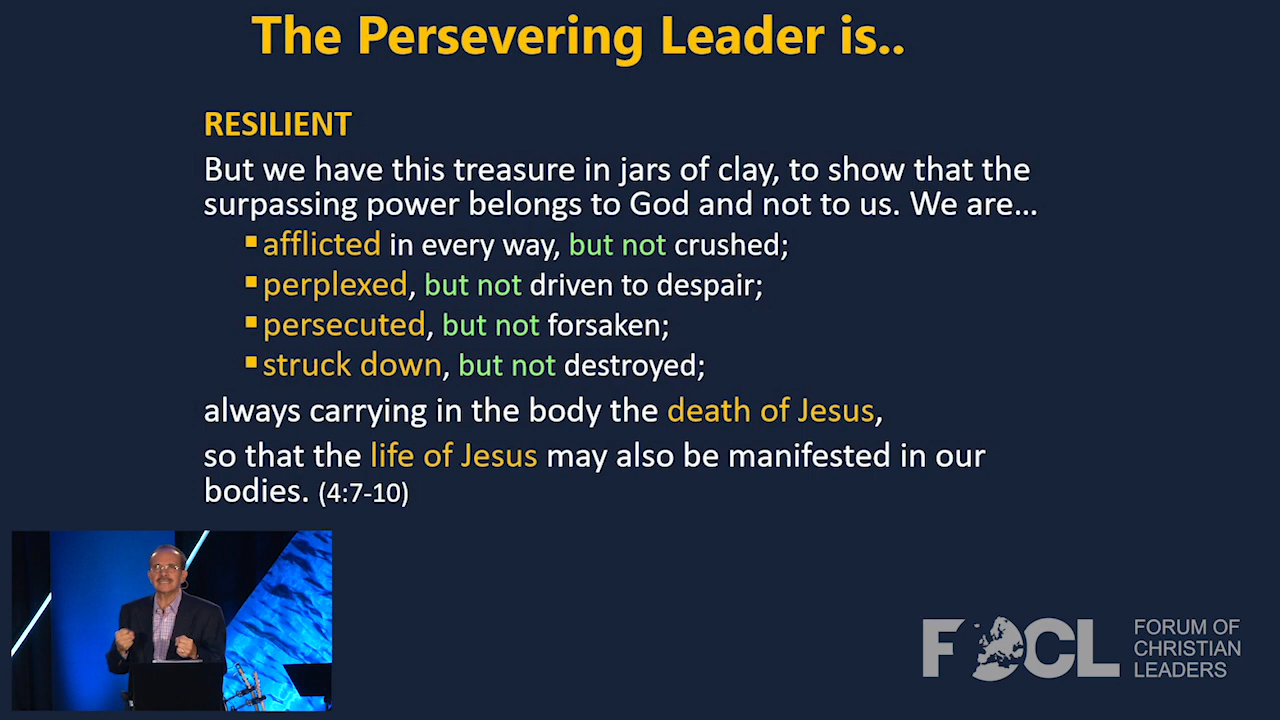 The Persevering Leader is..
RESILIENT
But we have this treasure in jars of clay, to show that the
surpassing power belongs to God and not to us. We are…
▪afflicted in every way, but not crushed;
▪perplexed, but not driven to despair;
▪persecuted, but not forsaken;
▪struck down, but not destroyed;
always carrying in the body the death of Jesus,
so that the life of Jesus may also be manifested in our
bodies. (4:7-10)
FOCL
FORUM OF
CHRISTIAN
LEADERS